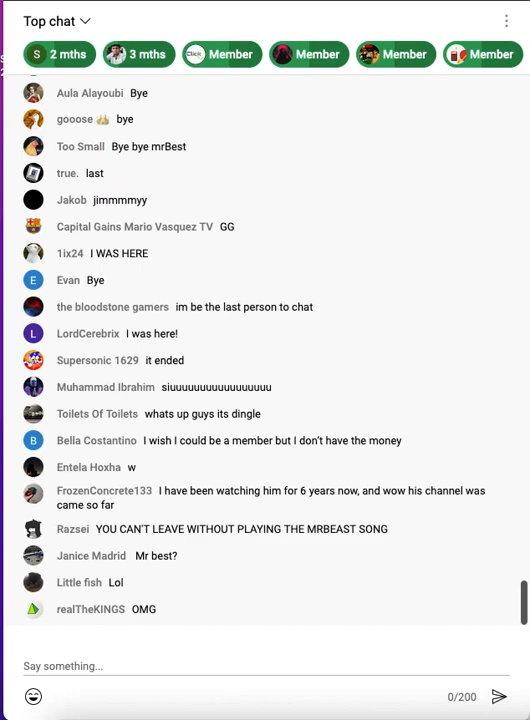 Top chat
S 2 mths 3 mths Click Member Member Member Member
Aula Alayoubi Bye
gooose 👑 bye
Too Small Bye bye mrBest
true. last
Jakob jimmmmyy
Capital Gains Mario Vasquez TV GG
1ix24 I WAS HERE
E Evan Bye
the bloodstone gamers im be the last person to chat
L LordCerebrix I was here!
Supersonic 1629 it ended
Muhammad Ibrahim siuuuuuuuuuuuuuuuuu
Toilets Of Toilets whats up guys its dingle
B Bella Costantino I wish I could be a member but I don't have the money
Entela Hoxha w
FrozenConcrete133 I have been watching him for 6 years now, and wow his channel was
came so far
Razsei YOU CAN'T LEAVE WITHOUT PLAYING THE MRBEAST SONG
Janice Madrid Mr best?
Little fish Lol
realTheKINGS OMG
Say something...
0/200